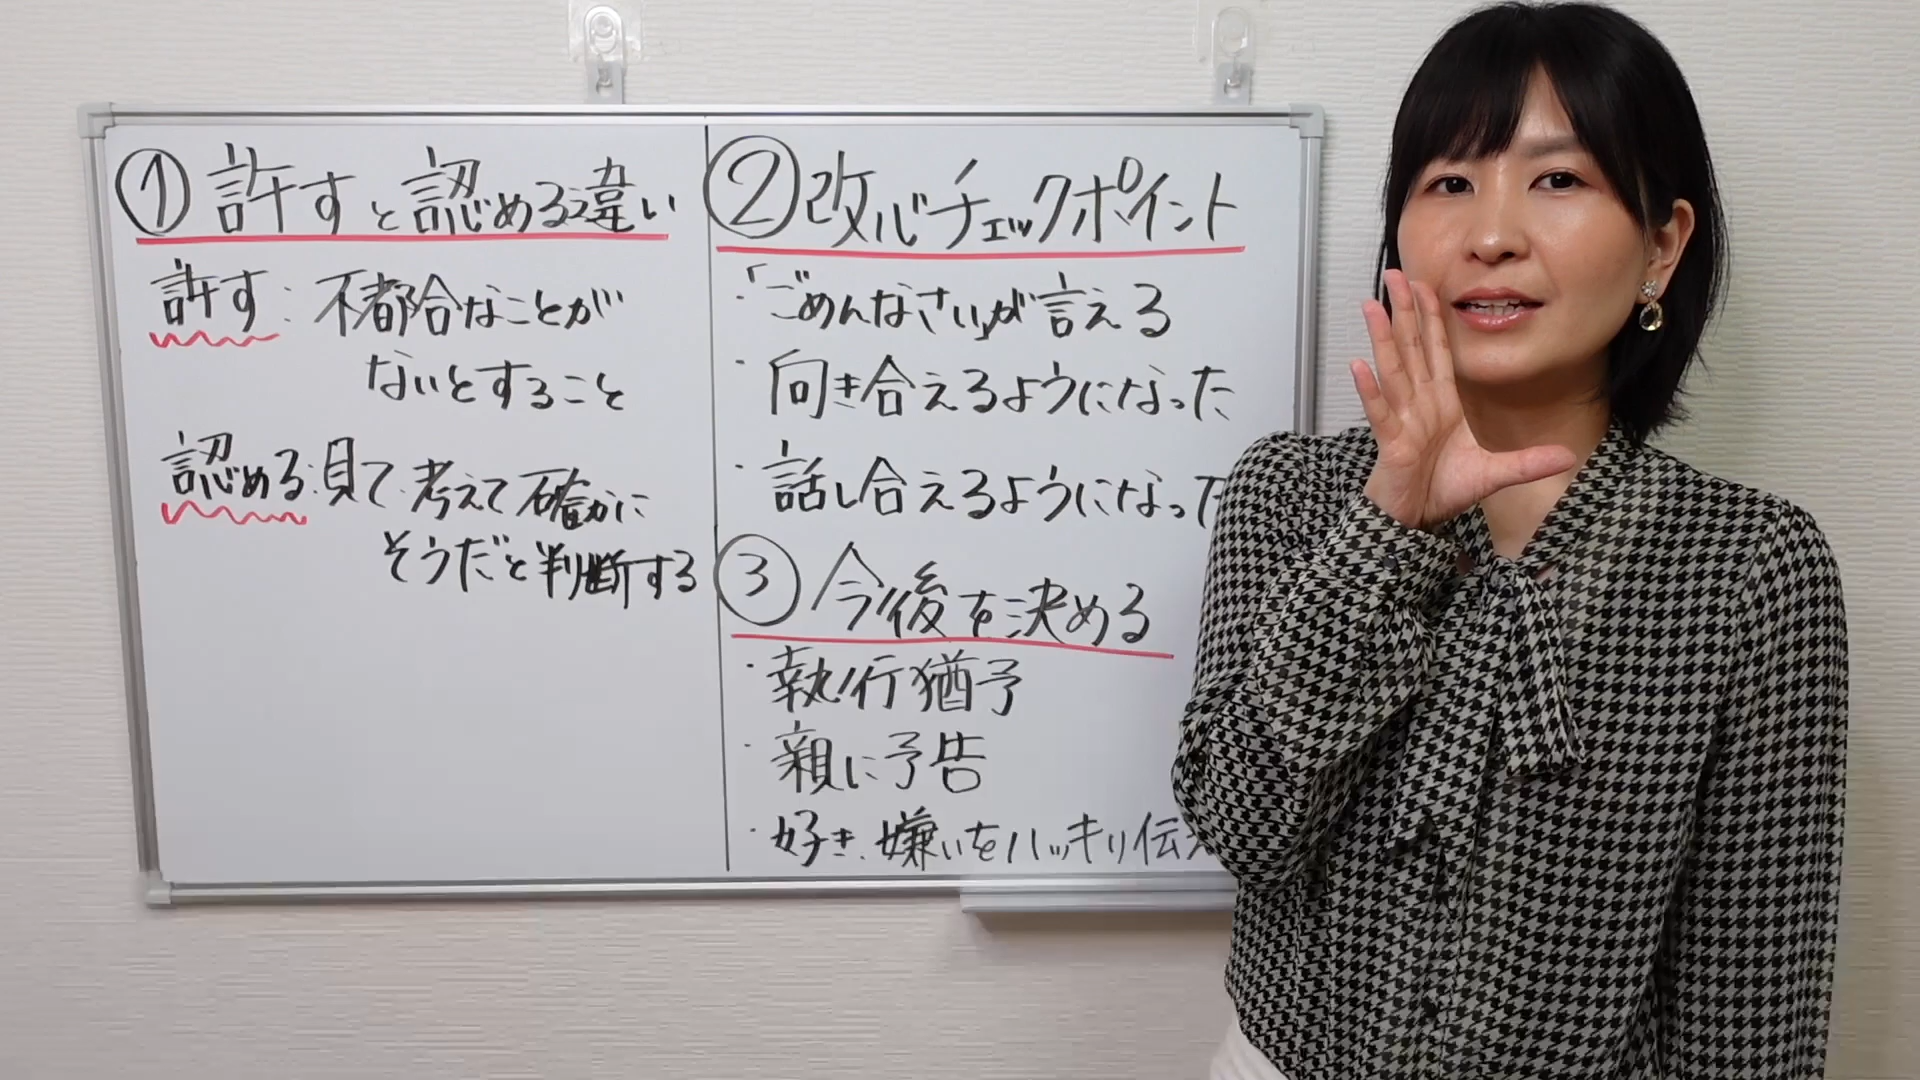 ① 許すと認める違い
許す:不都合なことが
ないとすること
認める:見て、考えて確かに
そうだと判断する
② 改心チェックポイント
・「ごめんなさい」が言える
・向き合えるようになった
・話し合えるようになった
③ 今後を決める
・執行猶予
・親に予告
・好き、嫌いをハッキリ伝え